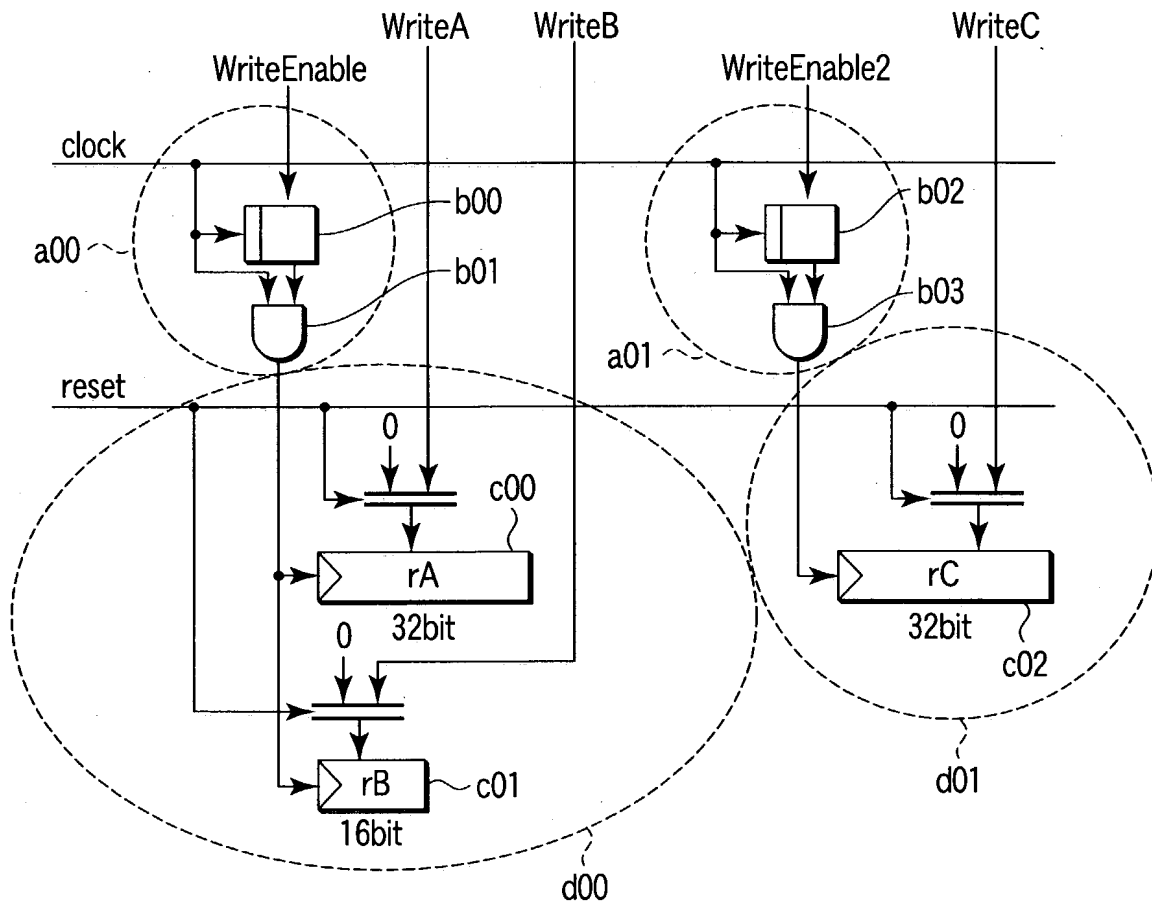 WriteA
WriteB
WriteC
WriteEnable
WriteEnable2
clock
b00
b02
a00
b01
b03
a01
reset
0
0
c00
rA
rC
32bit
32bit
0
c02
rB
c01
d01
16bit
d00